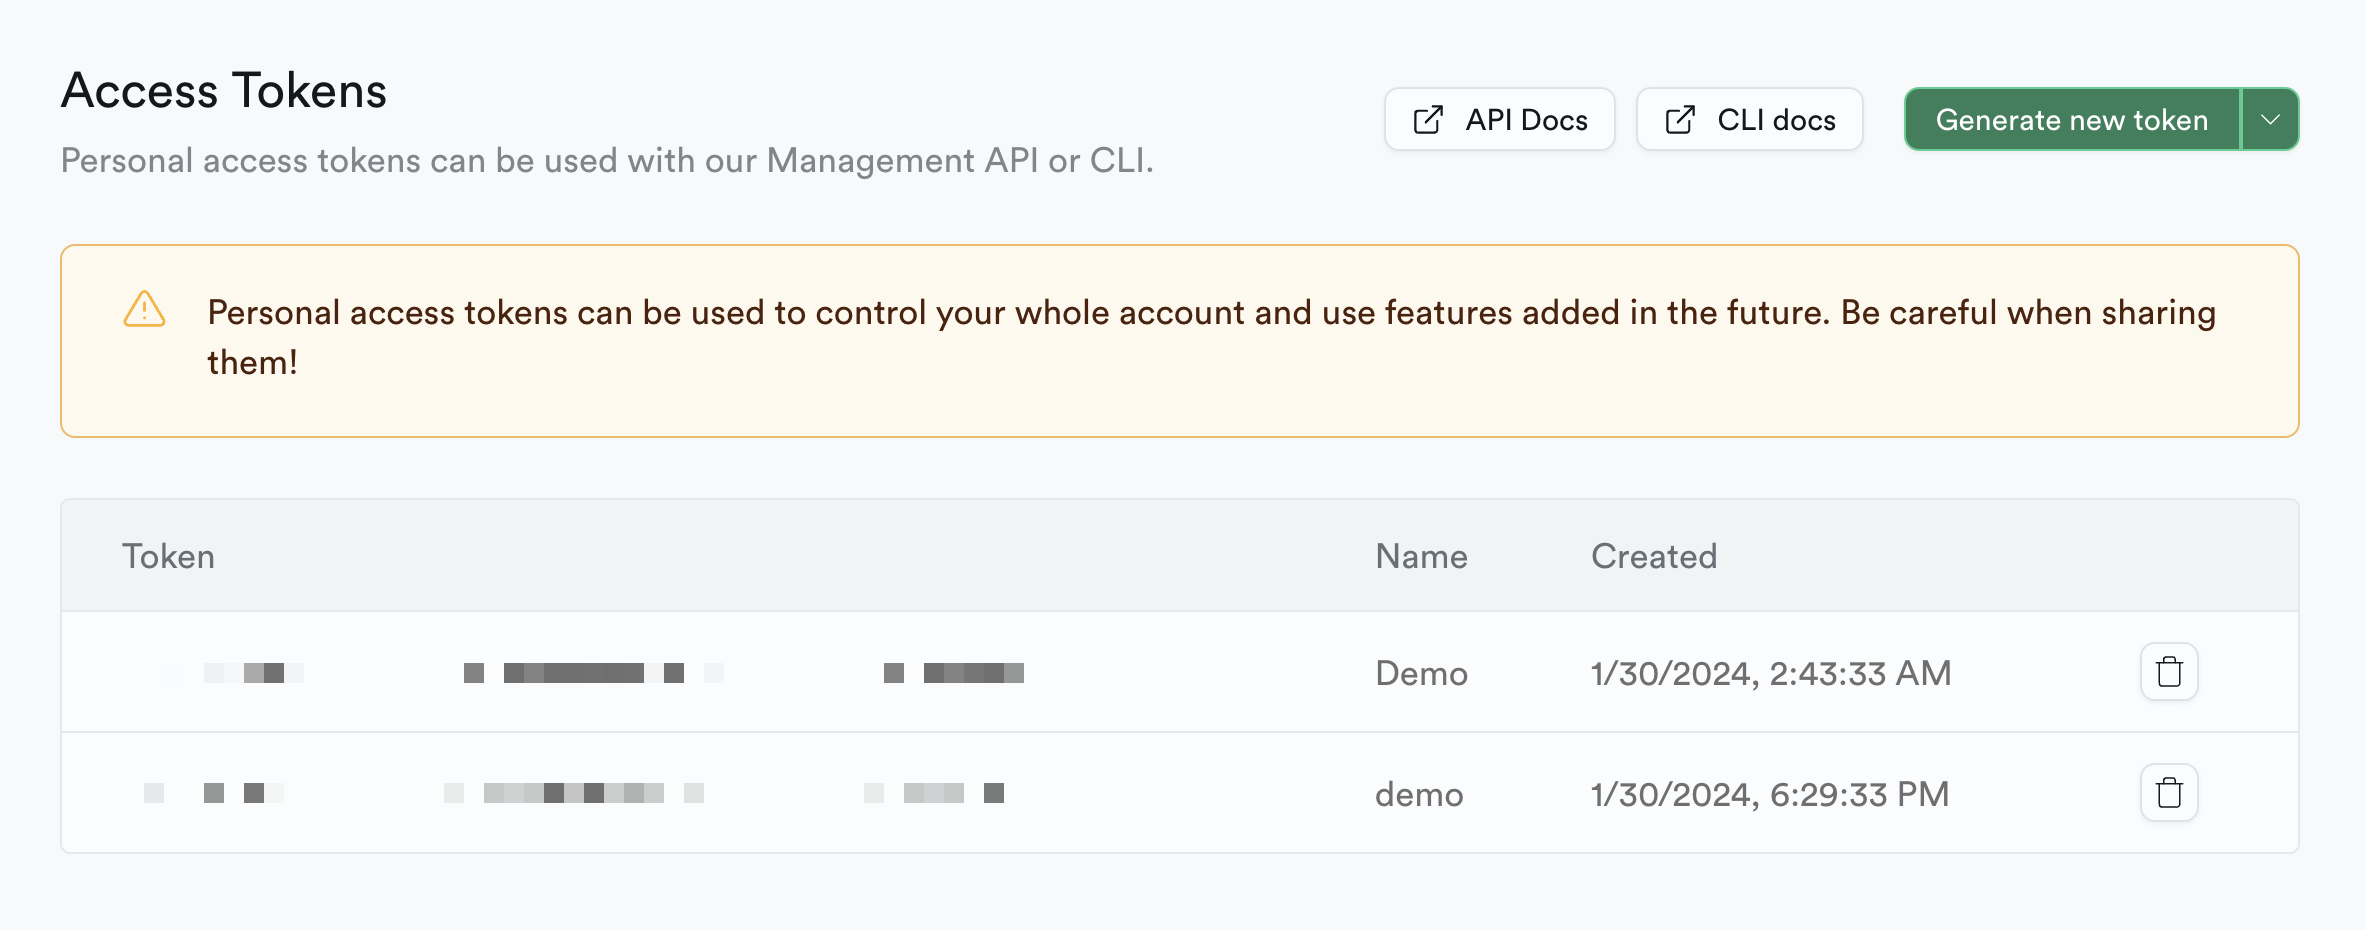 Access Tokens
Personal access tokens can be used with our Management API or CLI.
API Docs
CLI docs
Generate new token
Personal access tokens can be used to control your whole account and use features added in the future. Be careful when sharing
them!
Token Name Created
Demo 1/30/2024, 2:43:33 AM
demo 1/30/2024, 6:29:33 PM